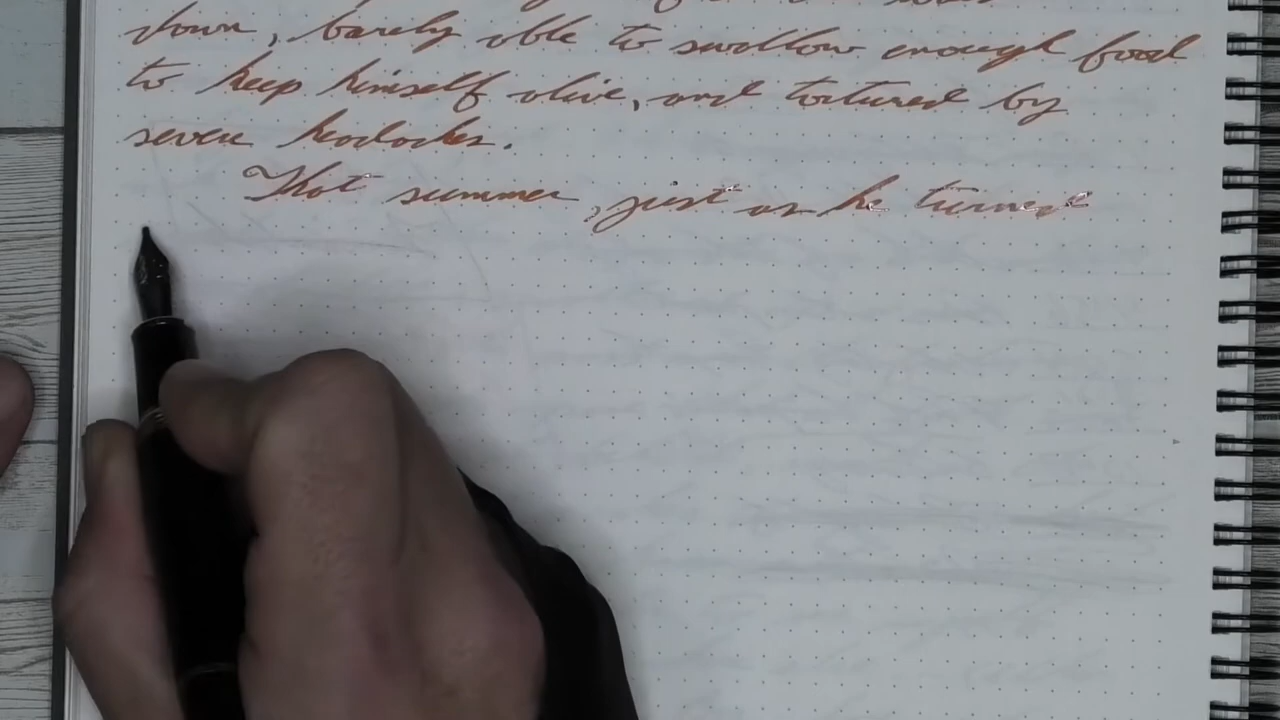 down, barely able to swallow enough food
to keep himself alive, and tortured by
severe headaches.
That summer, just as he turned